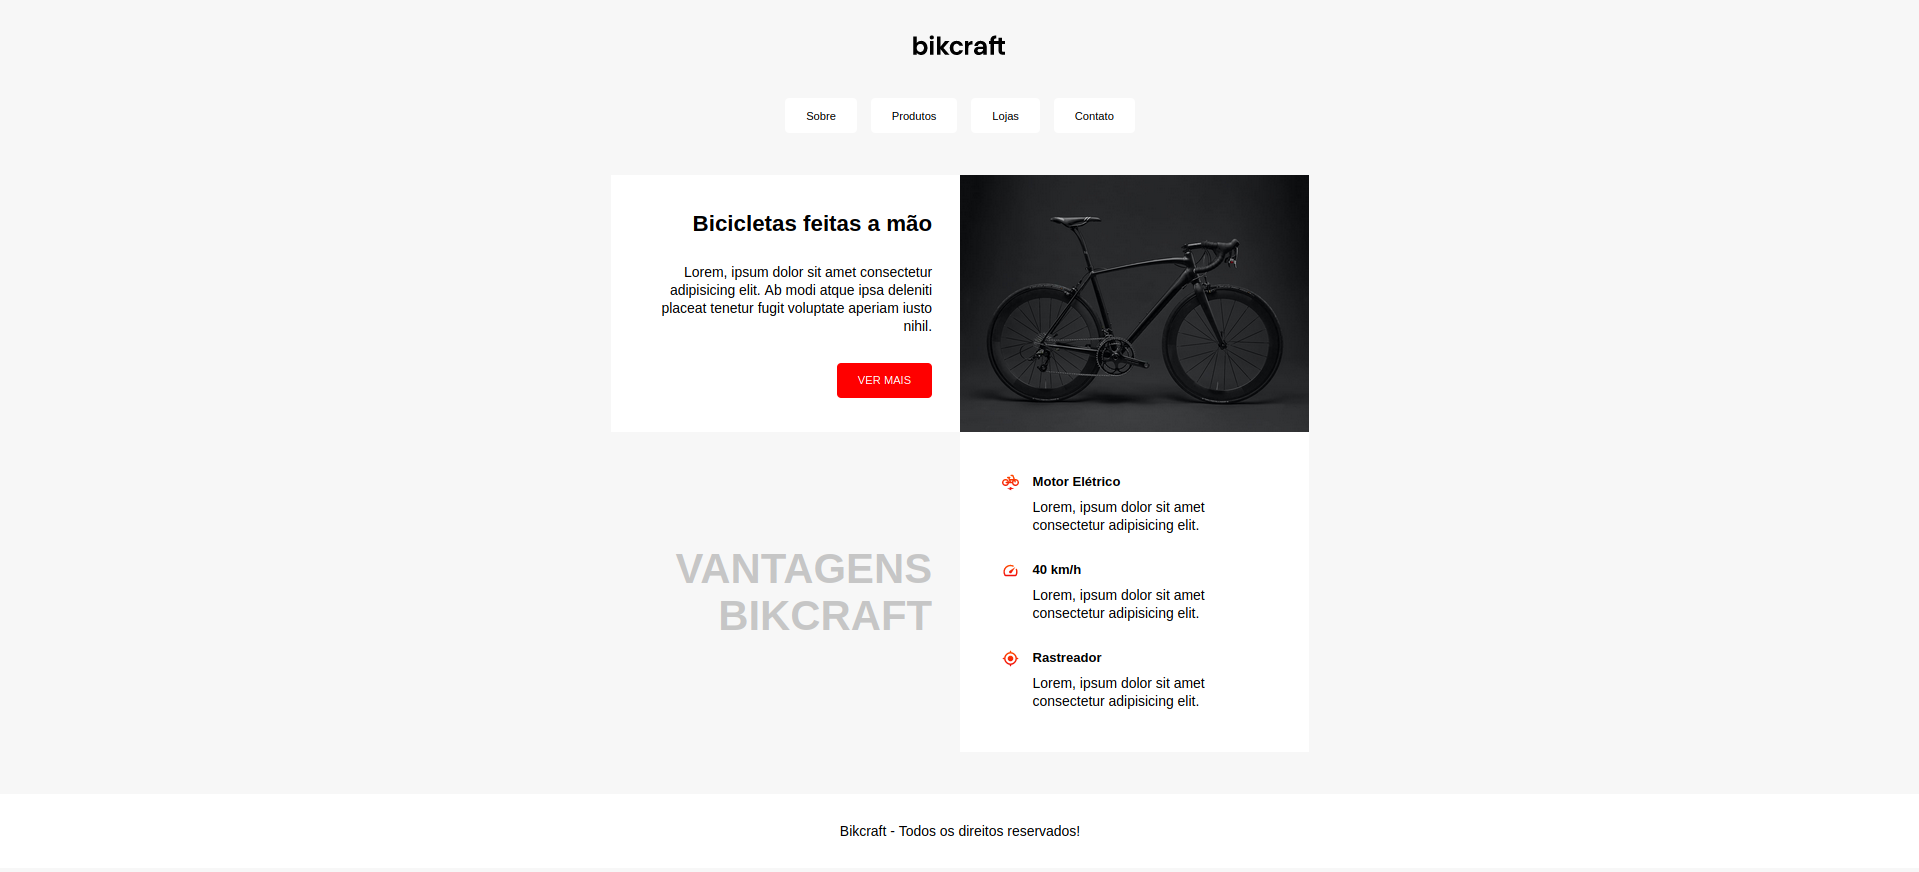 bikcraft
Sobre
Produtos
Lojas
Contato
Bicicletas feitas a mão
Lorem, ipsum dolor sit amet consectetur
adipisicing elit. Ab modi atque ipsa deleniti
placeat tenetur fugit voluptate aperiam iusto
nihil.
VER MAIS
VANTAGENS
BIKCRAFT
Motor Elétrico
Lorem, ipsum dolor sit amet
consectetur adipisicing elit.
40 km/h
Lorem, ipsum dolor sit amet
consectetur adipisicing elit.
Rastreador
Lorem, ipsum dolor sit amet
consectetur adipisicing elit.
Bikcraft - Todos os direitos reservados!